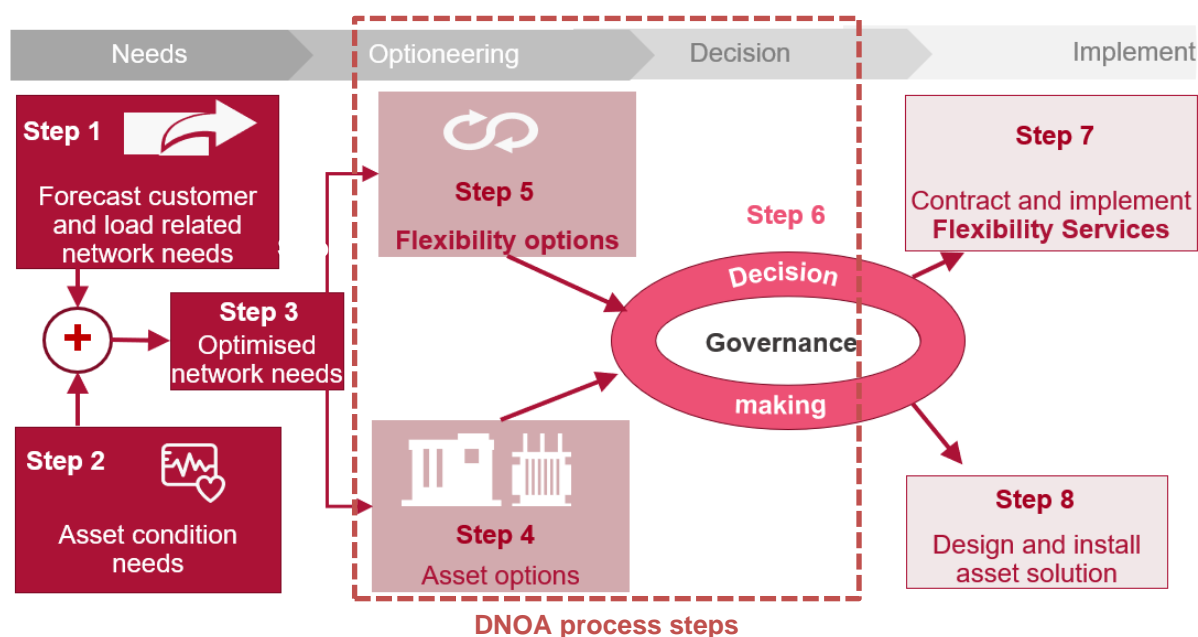 Needs
Optioneering
Decision
Implement
Step 1
Forecast customer
and load related
network needs
Step 2
Asset condition
needs
+
Step 3
Optimised
network needs
Step 5
Flexibility options
Step 4
Asset options
Step 6
Decision
Governance
making
Step 7
Contract and implement
Flexibility Services
Step 8
Design and install
asset solution
DNOA process steps